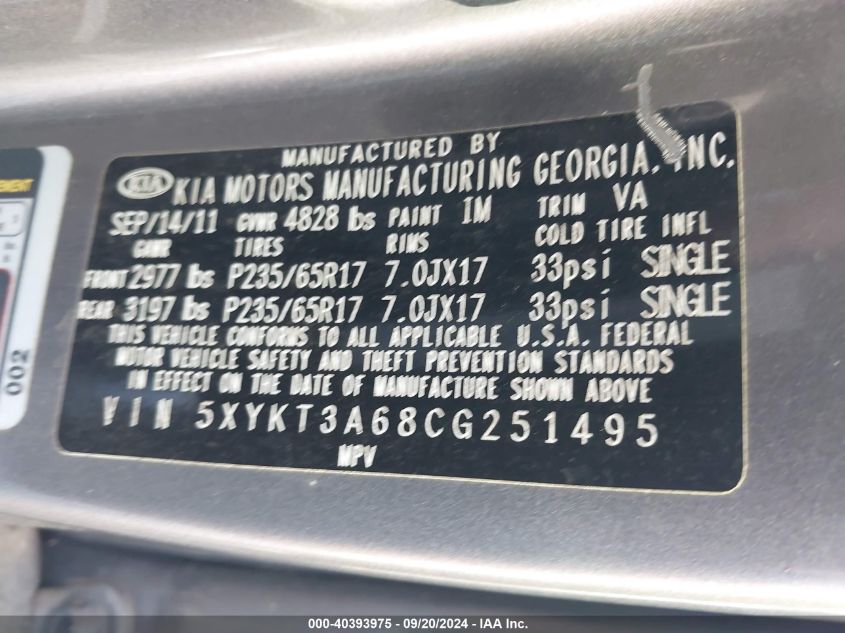 MANUFACTURED BY
KIA KIA MOTORS MANUFACTURING GEORGIA, INC.
SEP/14/11 GVWR 4828 lbs PAINT IM TRIM VA
GAWR TIRES RIMS COLD TIRE INFL
FRONT 2977 lbs P235/65R17 7.0JX17 33psi SINGLE
REAR 3197 lbs P235/65R17 7.0JX17 33psi SINGLE
THIS VEHICLE CONFORMS TO ALL APPLICABLE U.S.A. FEDERAL
MOTOR VEHICLE SAFETY AND THEFT PREVENTION STANDARDS
IN EFFECT ON THE DATE OF MANUFACTURE SHOWN ABOVE
VIN 5XYKT3A68CG251495
MPV
002
000-40393975 - 09/20/2024 - IAA Inc.